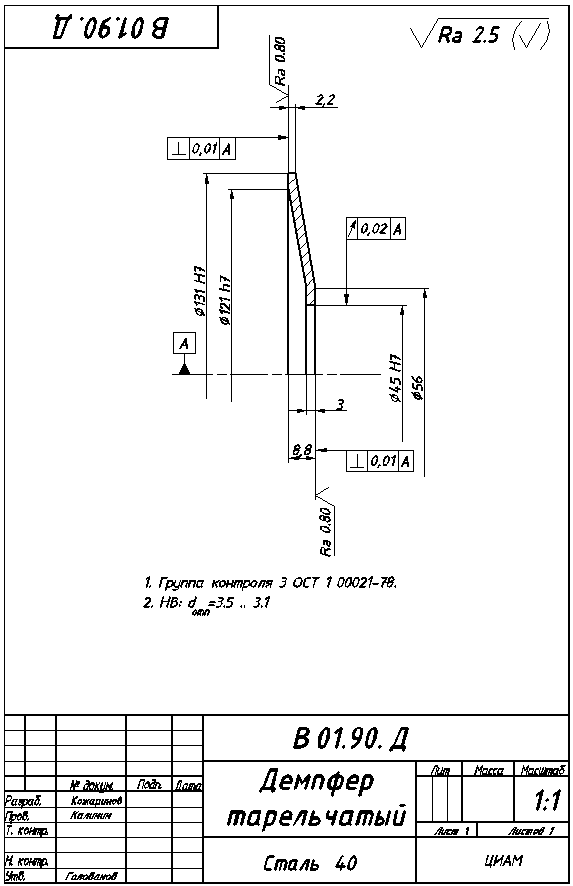 В 01.90. Д
Ra 2.5 (√)
Ra 0.80
2,2
⊥ 0,01 А
0,02 А
ø131 H7
ø121 h7
А
ø45 H7
ø56
3
8,8
⊥ 0,01 А
Ra 0.80
1. Группа контроля 3 ОСТ 1 00021-78.
2. НВ: d отп =3.5 .. 3.1
В 01.90. Д
№ докум. Подп. Дата
Разраб. Кожаринов
Пров. Калинин
Т. контр.
Н. контр.
Утв. Голованов
Демпфер
тарельчатый
Сталь 40
Лит Масса Масштаб
1:1
Лист 1 Листов 1
ЦИАМ